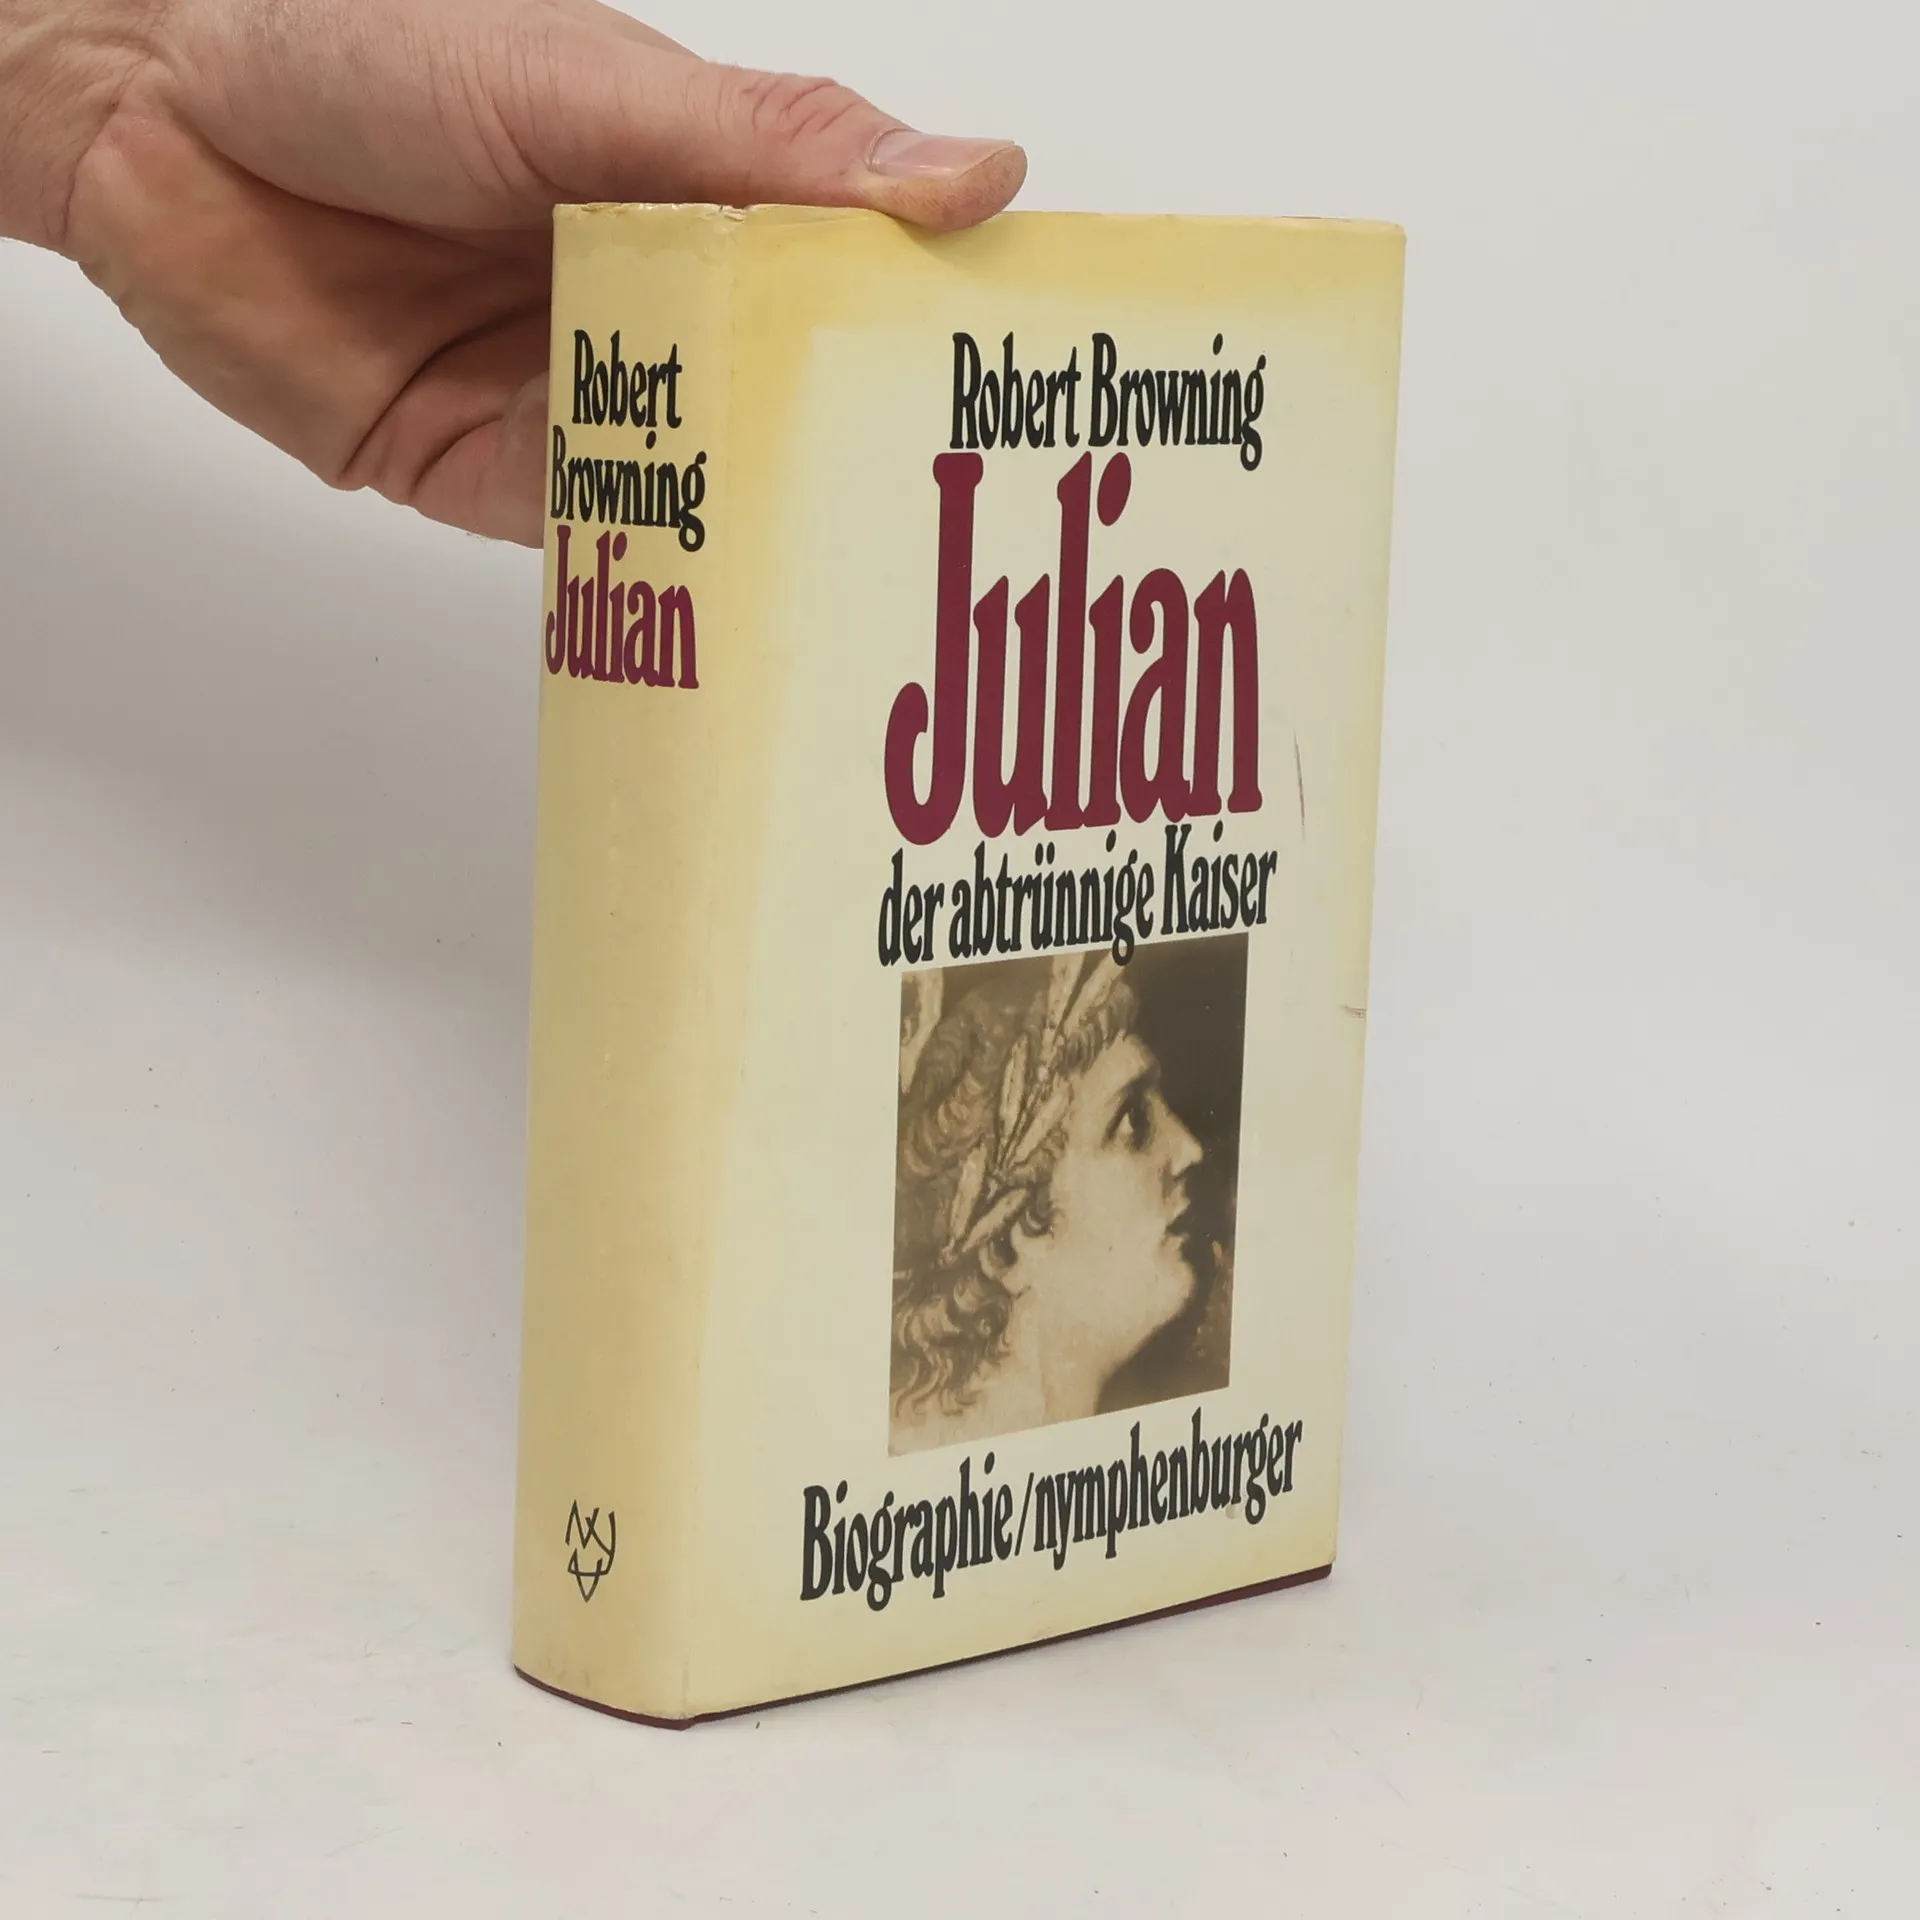 Robert
Browning
Julian
Robert Browning
Julian
der abtrünnige Kaiser
Biographie/nymphenburger